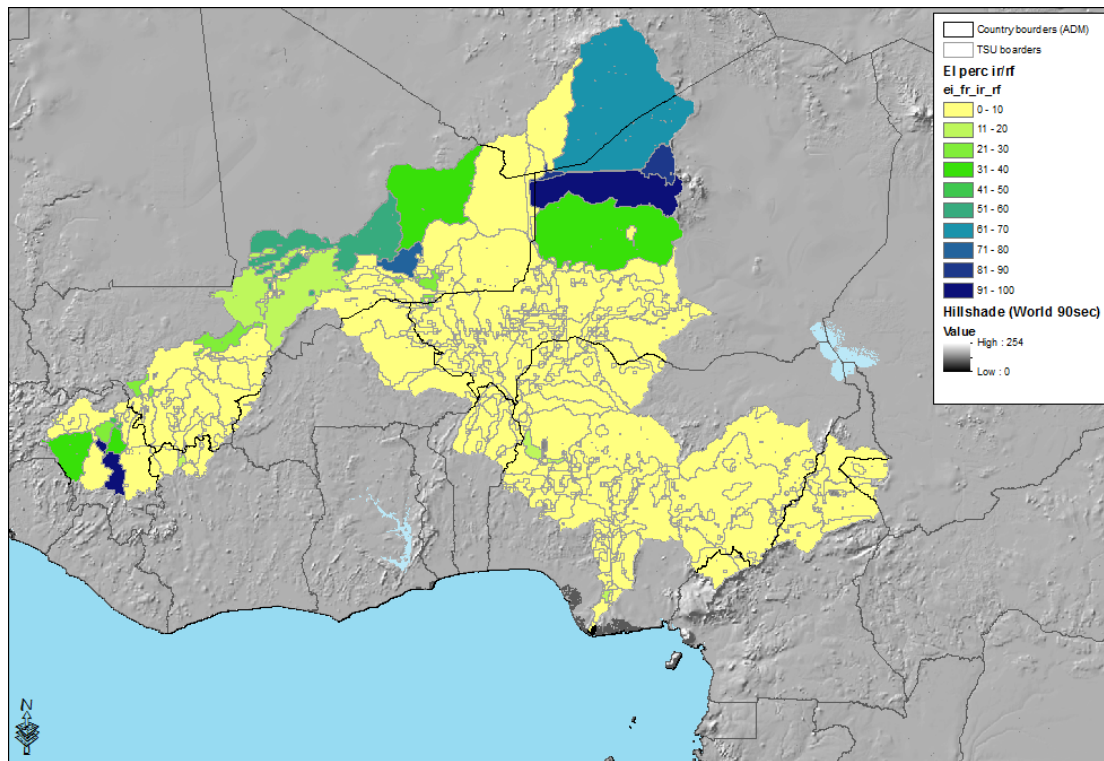 Country bourders (ADM)
TSU boarders
EI perc ir/rf
ei_fr_ir_rf
0 - 10
11 - 20
21 - 30
31 - 40
41 - 50
51 - 60
61 - 70
71 - 80
81 - 90
91 - 100
Hillshade (World 90sec)
Value
High : 254
Low : 0
N